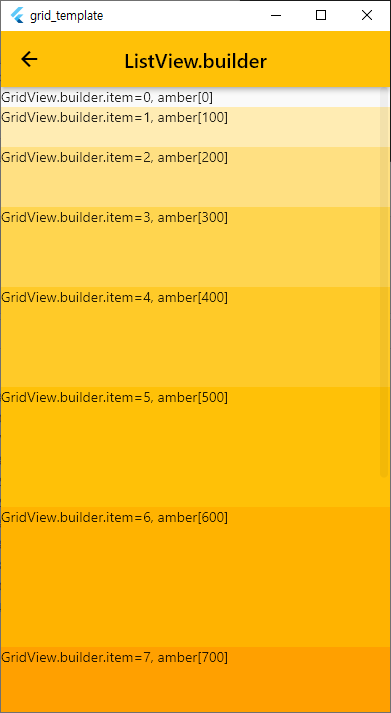 grid_template
ListView.builder
GridView.builder.item=0, amber[0]
GridView.builder.item=1, amber[100]
GridView.builder.item=2, amber[200]
GridView.builder.item=3, amber[300]
GridView.builder.item=4, amber[400]
GridView.builder.item=5, amber[500]
GridView.builder.item=6, amber[600]
GridView.builder.item=7, amber[700]